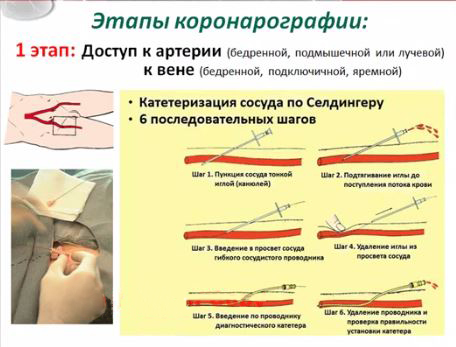 Этапы коронарографии:
1 этап: Доступ к артерии (бедренной, подмышечной или лучевой)
к вене (бедренной, подключичной, яремной)
• Катетеризация сосуда по Селдингеру
• 6 последовательных шагов
Шаг 1. Пункция сосуда тонкой
иглой (канюлей)
Шаг 2. Подтягивание иглы до
поступления потока крови
Шаг 3. Введение в просвет сосуда
гибкого сосудистого проводника
Шаг 4. Удаление иглы из
просвета сосуда
Шаг 5. Введение по проводнику
диагностического катетера
Шаг 6. Удаление проводника и
проверка правильности
установки катетера